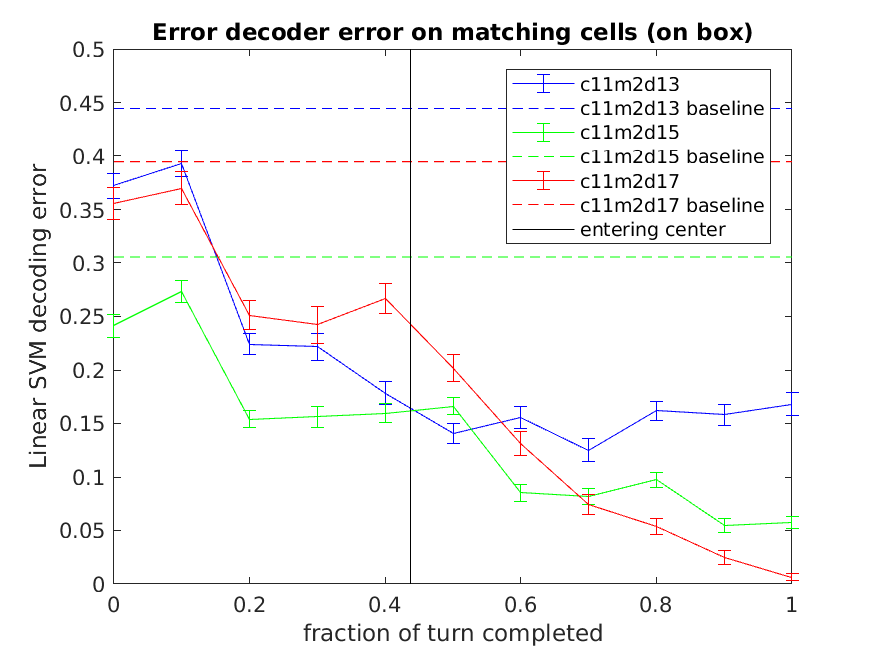 Error decoder error on matching cells (on box)
Linear SVM decoding error
0.5
0.45
0.4
0.35
0.3
0.25
0.2
0.15
0.1
0.05
0
c11m2d13
c11m2d13 baseline
c11m2d15
c11m2d15 baseline
c11m2d17
c11m2d17 baseline
entering center
0 0.2 0.4 0.6 0.8 1
fraction of turn completed